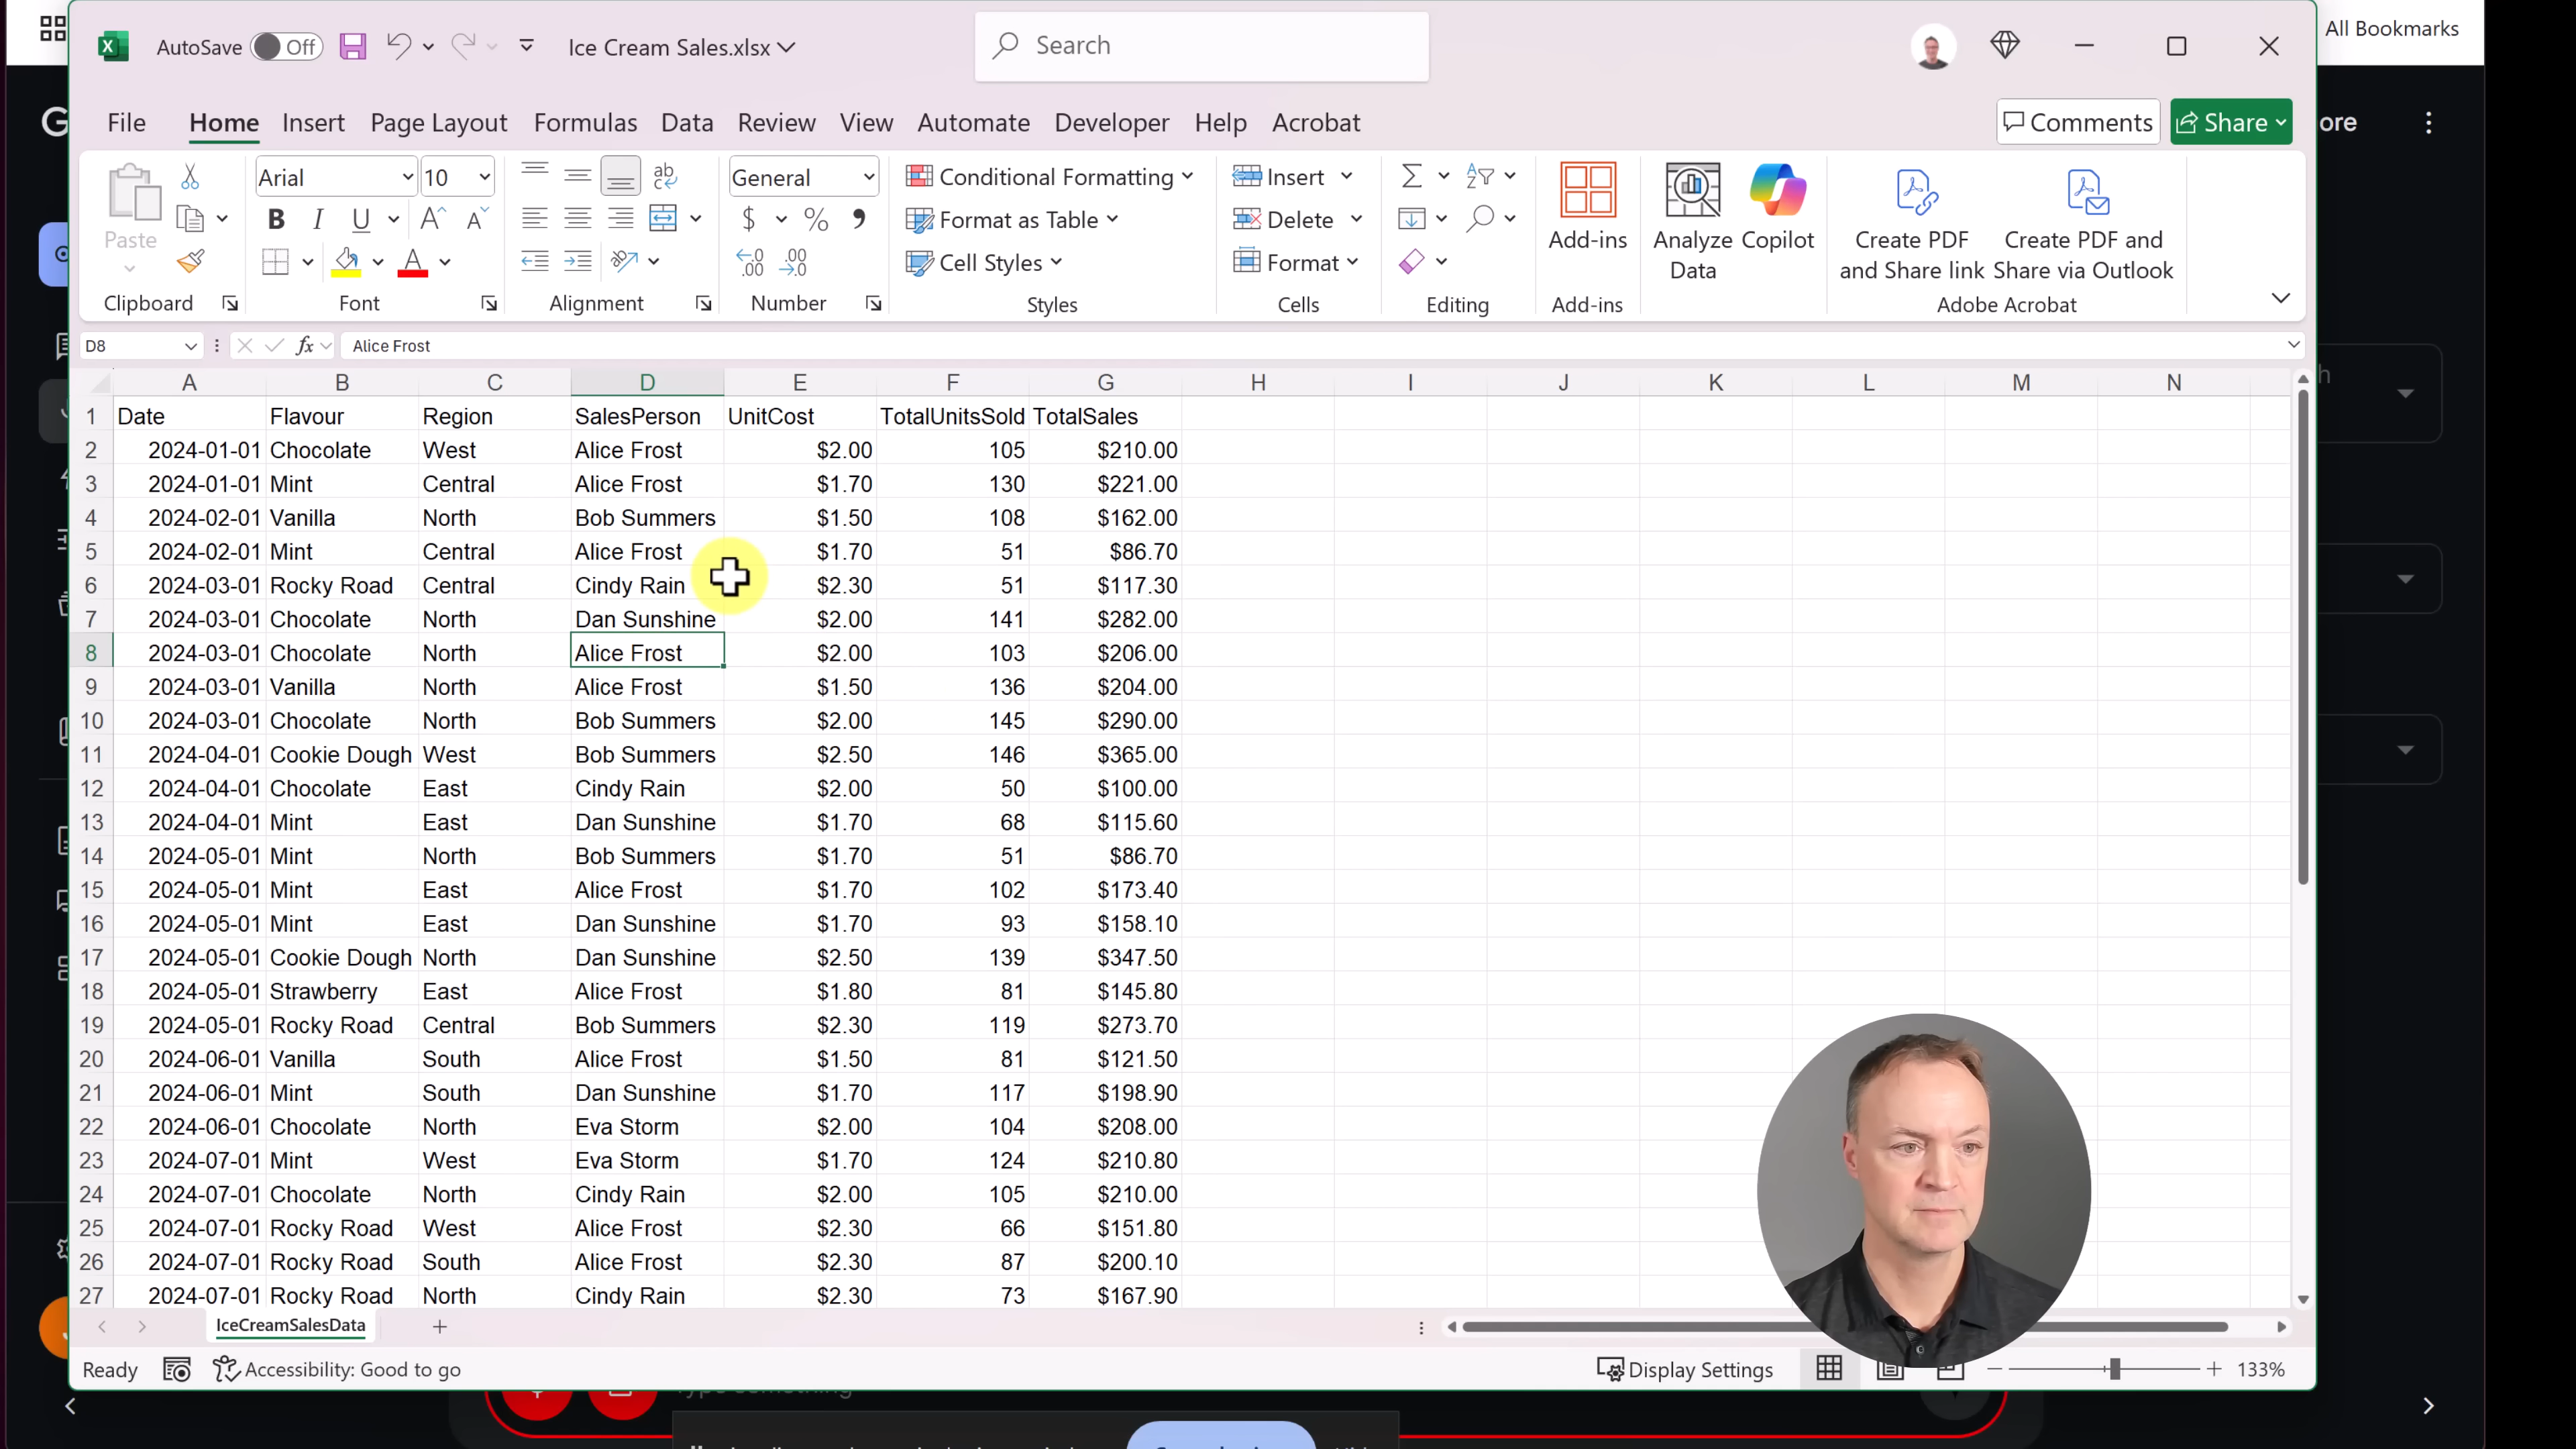 All Bookmarks
AutoSave Off Ice Cream Sales.xlsx Search
File Home Insert Page Layout Formulas Data Review View Automate Developer Help Acrobat Comments Share
ore
Paste Arial 10 General Conditional Formatting Insert Add-ins Analyze Data Copilot Create PDF and Share link Create PDF and Share via Outlook
Format as Table Delete
Cell Styles Format
Clipboard Font Alignment Number Styles Cells Editing Add-ins Adobe Acrobat
D8 fx Alice Frost
A B C D E F G H I J K L M N
1 Date Flavour Region SalesPerson UnitCost TotalUnitsSold TotalSales
2 2024-01-01 Chocolate West Alice Frost $2.00 105 $210.00
3 2024-01-01 Mint Central Alice Frost $1.70 130 $221.00
4 2024-02-01 Vanilla North Bob Summers $1.50 108 $162.00
5 2024-02-01 Mint Central Alice Frost $1.70 51 $86.70
6 2024-03-01 Rocky Road Central Cindy Rain $2.30 51 $117.30
7 2024-03-01 Chocolate North Dan Sunshine $2.00 141 $282.00
8 2024-03-01 Chocolate North Alice Frost $2.00 103 $206.00
9 2024-03-01 Vanilla North Alice Frost $1.50 136 $204.00
10 2024-03-01 Chocolate North Bob Summers $2.00 145 $290.00
11 2024-04-01 Cookie Dough West Bob Summers $2.50 146 $365.00
12 2024-04-01 Chocolate East Cindy Rain $2.00 50 $100.00
13 2024-04-01 Mint East Dan Sunshine $1.70 68 $115.60
14 2024-05-01 Mint North Bob Summers $1.70 51 $86.70
15 2024-05-01 Mint East Alice Frost $1.70 102 $173.40
16 2024-05-01 Mint East Dan Sunshine $1.70 93 $158.10
17 2024-05-01 Cookie Dough North Dan Sunshine $2.50 139 $347.50
18 2024-05-01 Strawberry East Alice Frost $1.80 81 $145.80
19 2024-05-01 Rocky Road Central Bob Summers $2.30 119 $273.70
20 2024-06-01 Vanilla South Alice Frost $1.50 81 $121.50
21 2024-06-01 Mint South Dan Sunshine $1.70 117 $198.90
22 2024-06-01 Chocolate North Eva Storm $2.00 104 $208.00
23 2024-07-01 Mint West Eva Storm $1.70 124 $210.80
24 2024-07-01 Chocolate North Cindy Rain $2.00 105 $210.00
25 2024-07-01 Rocky Road West Alice Frost $2.30 66 $151.80
26 2024-07-01 Rocky Road South Alice Frost $2.30 87 $200.10
27 2024-07-01 Rocky Road North Cindy Rain $2.30 73 $167.90
IceCreamSalesData
Ready Accessibility: Good to go Display Settings 133%